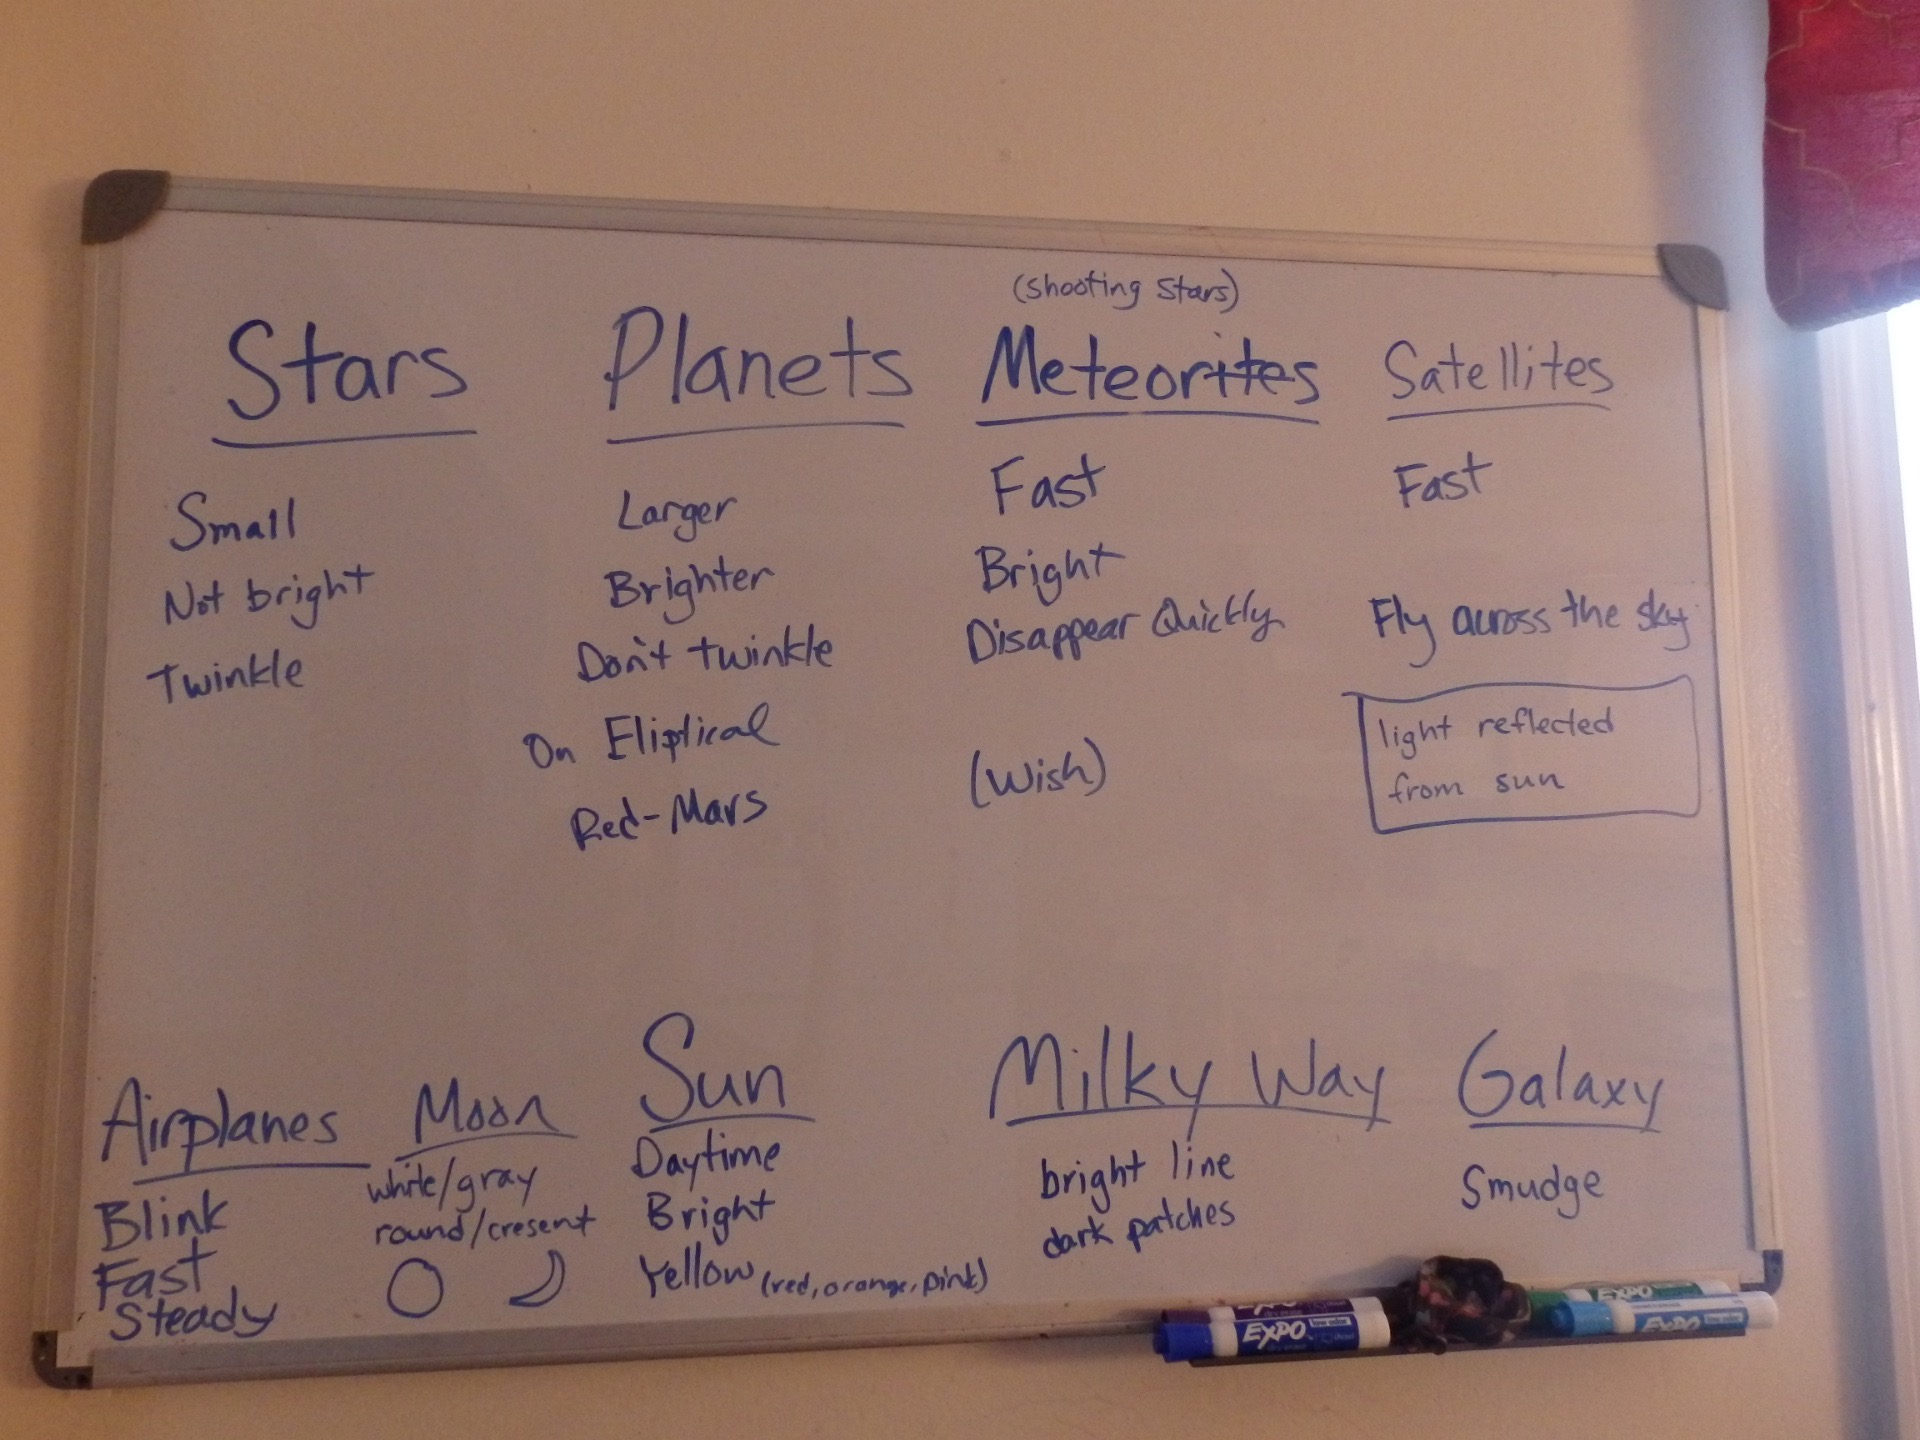 (Shooting Stars)
Stars
Small
Not bright
Twinkle
Planets
Larger
Brighter
Don't twinkle
On Eliptical
Red-Mars
Meteorites
Fast
Bright
Disappear Quickly
(Wish)
Satellites
Fast
Fly across the sky
light reflected
from sun
Airplanes
Blink
Fast
Steady
Moon
white/gray
round/cresent
Sun
Daytime
Bright
Yellow (red, orange, pink)
Milky Way
bright line
dark patches
Galaxy
Smudge
EXPO
EXPO low odor
EXPO
EXPO